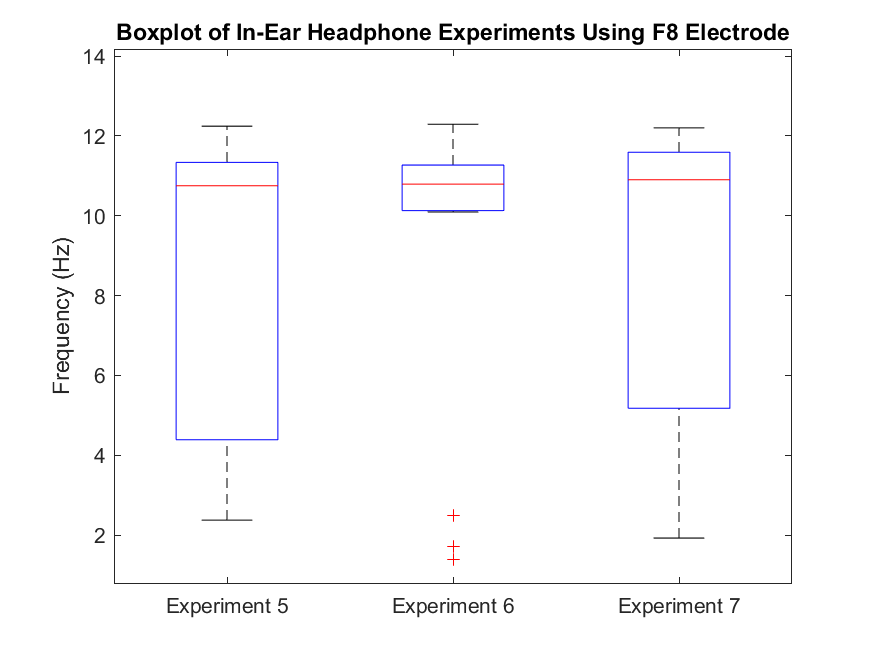 Boxplot of In-Ear Headphone Experiments Using F8 Electrode
14
12
10
8
6
4
2
Frequency (Hz)
Experiment 5
Experiment 6
Experiment 7